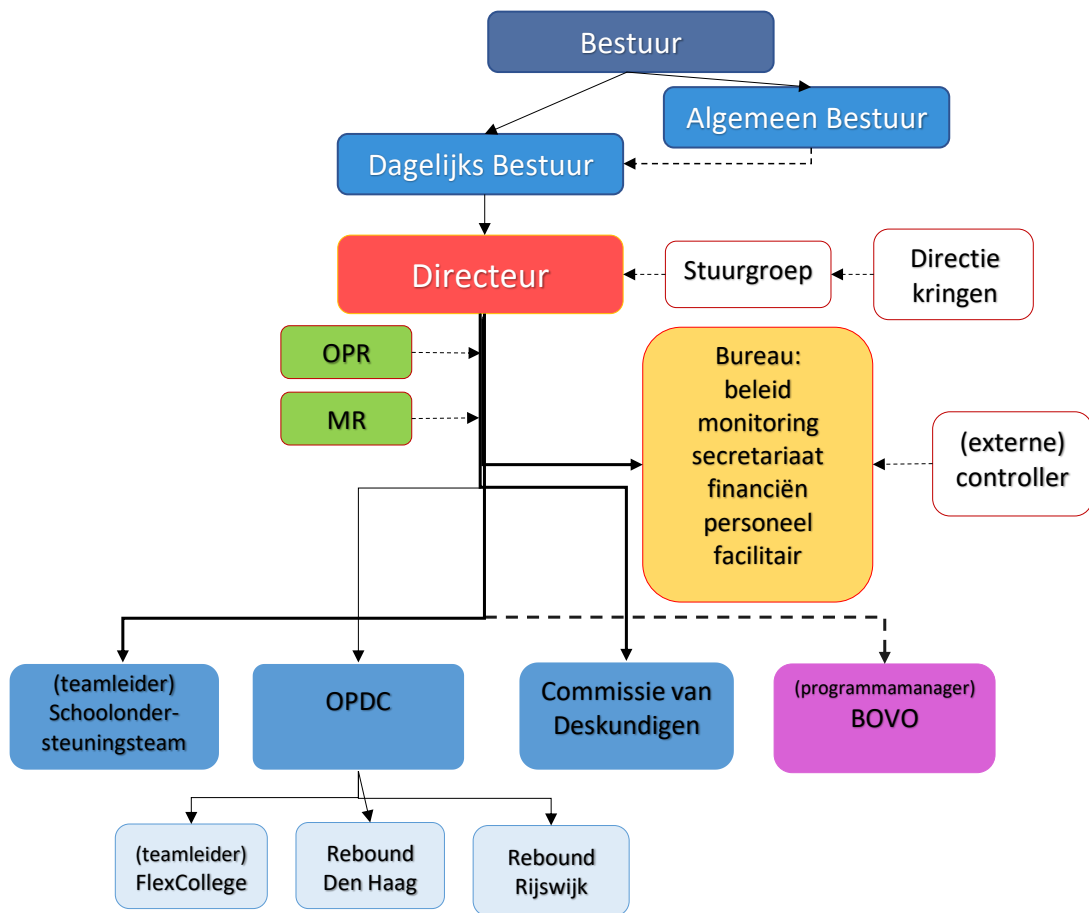 Bestuur
Algemeen Bestuur
Dagelijks Bestuur
Directeur
Stuurgroep
Directie
kringen
OPR
MR
Bureau:
beleid
monitoring
secretariaat
financiën
personeel
facilitair
(externe)
controller
(teamleider)
Schoolonder-
steuningsteam
OPDC
Commissie van
Deskundigen
(programmamanager)
BOVO
(teamleider)
FlexCollege
Rebound
Den Haag
Rebound
Rijswijk